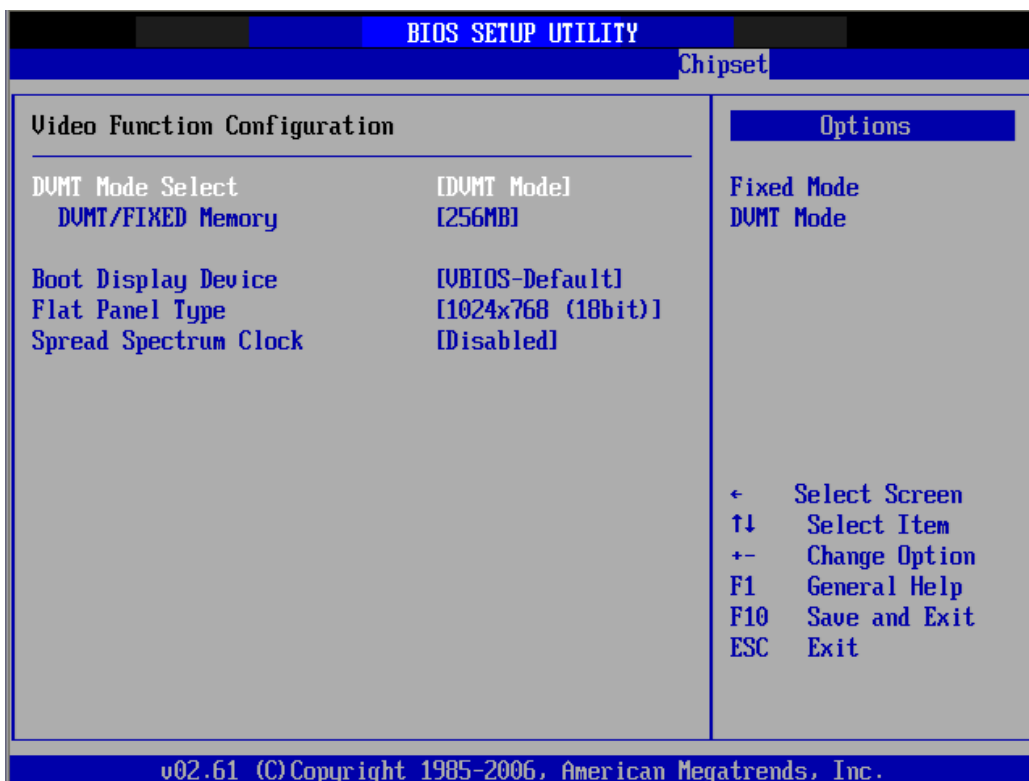 BIOS SETUP UTILITY
Chipset
Video Function Configuration
DVMT Mode Select [DVMT Mode]
DVMT/FIXED Memory [256MB]
Boot Display Device [VBIOS-Default]
Flat Panel Type [1024x768 (18bit)]
Spread Spectrum Clock [Disabled]
Options
Fixed Mode
DVMT Mode
← Select Screen
↑↓ Select Item
+- Change Option
F1 General Help
F10 Save and Exit
ESC Exit
v02.61 (C)Copyright 1985-2006, American Megatrends, Inc.